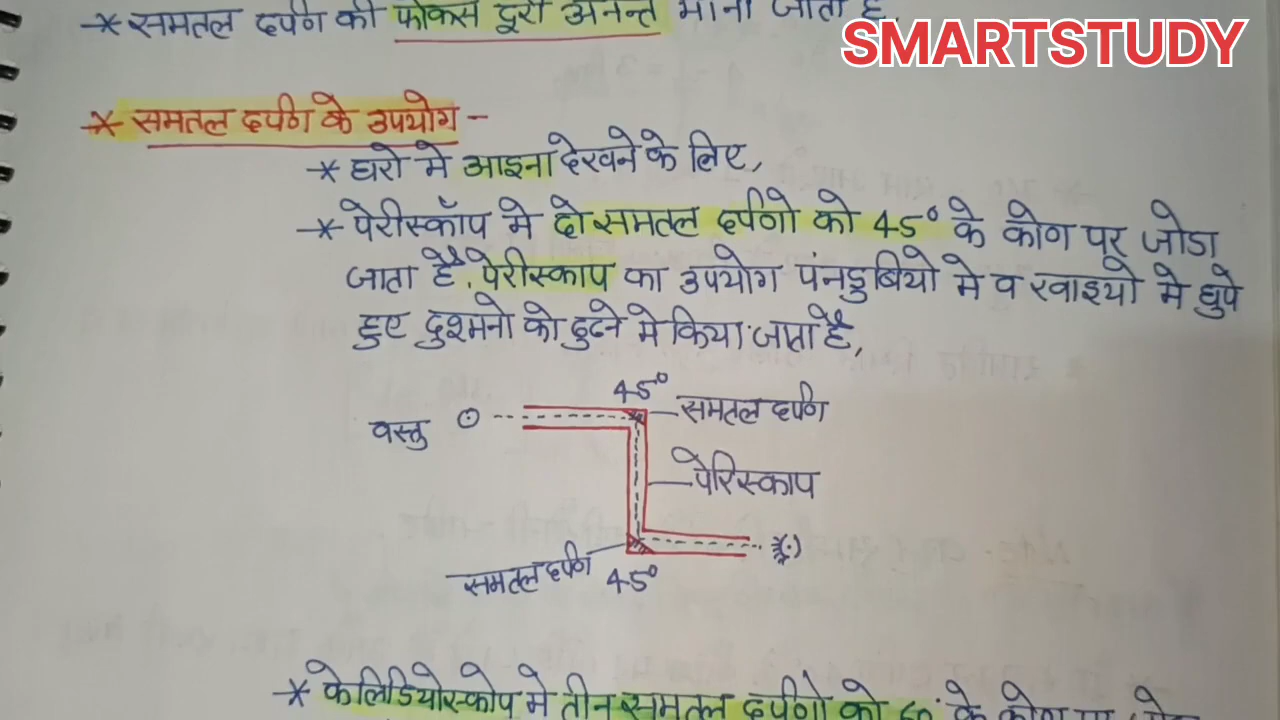 * समतल दर्पण की फोकस दूरी अनन्त माना जाता है.
SMARTSTUDY
* समतल दर्पण के उपयोग -
* घरो मे आइना देखने के लिए,
* पेरीस्कॉप मे दो समतल दर्पणो को 45° के कोण पर जोडा
जाता है. पेरीस्काप का उपयोग पंनडुबियो मे व खाइयो मे छुपे
हुए दुश्मनो को ढुढने मे किया जाता है,
45°
समतल दर्पण
वस्तु
पेरिस्काप
समतल दर्पण
45°
* केलिडियोस्कोप मे तीन समतल दर्पणो को 60° के कोण पर